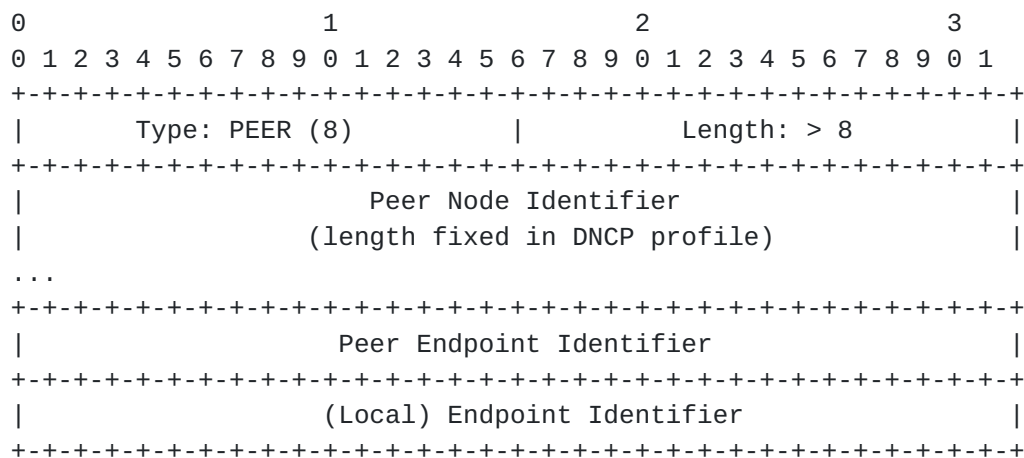 0                   1                   2                   3
0 1 2 3 4 5 6 7 8 9 0 1 2 3 4 5 6 7 8 9 0 1 2 3 4 5 6 7 8 9 0 1
+-+-+-+-+-+-+-+-+-+-+-+-+-+-+-+-+-+-+-+-+-+-+-+-+-+-+-+-+-+-+-+-+
|       Type: PEER (8)          |          Length: > 8          |
+-+-+-+-+-+-+-+-+-+-+-+-+-+-+-+-+-+-+-+-+-+-+-+-+-+-+-+-+-+-+-+-+
|                      Peer Node Identifier                     |
|                  (length fixed in DNCP profile)               |
...
+-+-+-+-+-+-+-+-+-+-+-+-+-+-+-+-+-+-+-+-+-+-+-+-+-+-+-+-+-+-+-+-+
|                    Peer Endpoint Identifier                   |
+-+-+-+-+-+-+-+-+-+-+-+-+-+-+-+-+-+-+-+-+-+-+-+-+-+-+-+-+-+-+-+-+
|                   (Local) Endpoint Identifier                 |
+-+-+-+-+-+-+-+-+-+-+-+-+-+-+-+-+-+-+-+-+-+-+-+-+-+-+-+-+-+-+-+-+